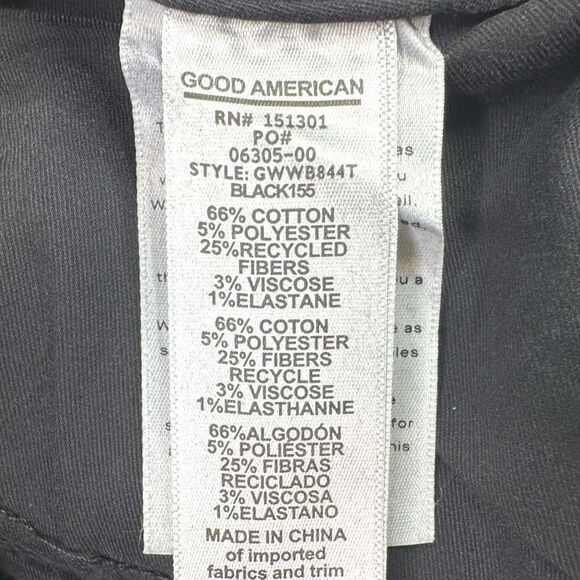 GOOD AMERICAN
RN# 151301
PO#
06305-00
STYLE: GWWB844T
BLACK155
66% COTTON
5% POLYESTER
25%RECYCLED
FIBERS
3% VISCOSE
1%ELASTANE
66% COTON
5% POLYESTER
25% FIBERS
RECYCLE
3% VISCOSE
1%ELASTHANNE
66%ALGODÓN
5% POLIÉSTER
25% FIBRAS
RECICLADO
3% VISCOSA
1%ELASTANO
MADE IN CHINA
of imported
fabrics and trim